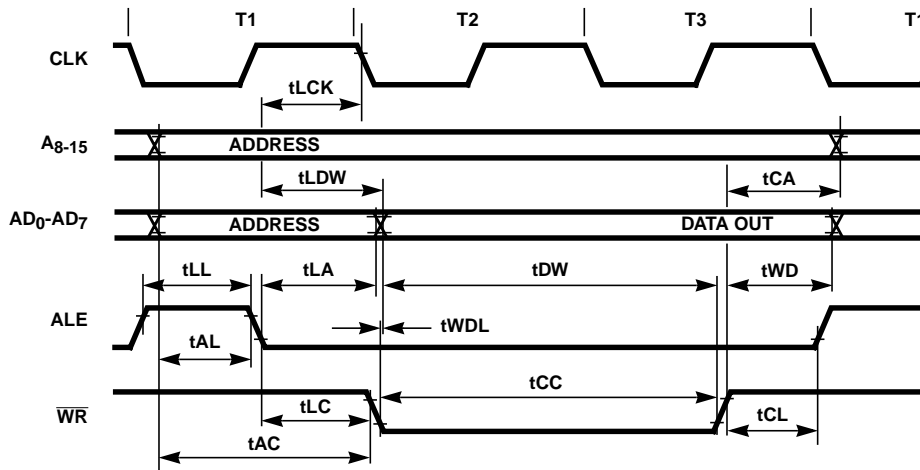 T1 T2 T3 T1
CLK
tLCK
A8-15 ADDRESS
tLDW tCA
AD0-AD7 ADDRESS DATA OUT
tLL tLA tDW tWD
ALE tWDL
tAL
tCC
WR tLC tCL
tAC